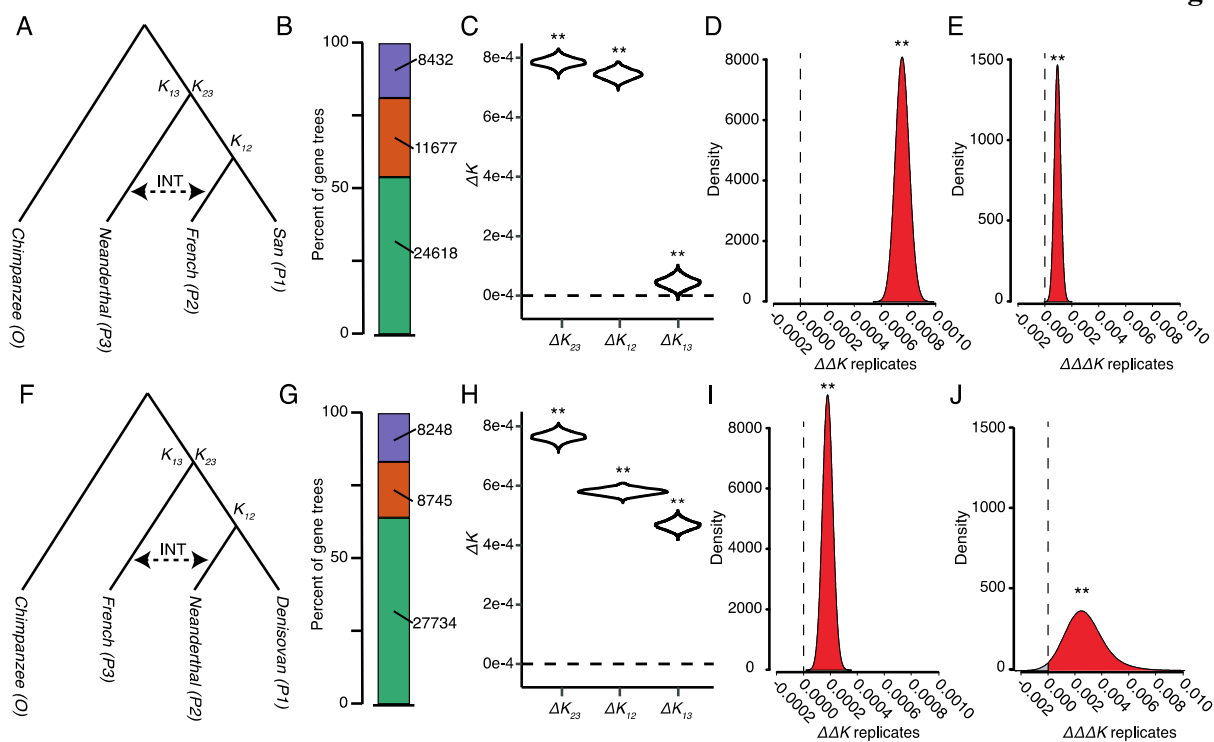 g
A
K13 K23
K12
INT
Chimpanzee (O)
Neanderthal (P3)
French (P2)
San (P1)
B
Percent of gene trees
100
50
0
8432
11677
24618
C
ΔK
8e-4
6e-4
4e-4
2e-4
0e-4
**
**
**
ΔK23 ΔK12 ΔK13
D
Density
8000
6000
4000
2000
0
**
-0.0002 0.0000 0.0002 0.0004 0.0006 0.0008 0.0010
ΔΔK replicates
E
Density
1500
1000
500
0
**
-0.002 0.000 0.002 0.004 0.006 0.008 0.010
ΔΔΔK replicates
F
K13 K23
K12
INT
Chimpanzee (O)
French (P3)
Neanderthal (P2)
Denisovan (P1)
G
Percent of gene trees
100
50
0
8248
8745
27734
H
ΔK
8e-4
6e-4
4e-4
2e-4
0e-4
**
**
**
ΔK23 ΔK12 ΔK13
I
Density
8000
6000
4000
2000
0
**
-0.0002 0.0000 0.0002 0.0004 0.0006 0.0008 0.0010
ΔΔK replicates
J
Density
1500
1000
500
0
**
-0.002 0.000 0.002 0.004 0.006 0.008 0.010
ΔΔΔK replicates